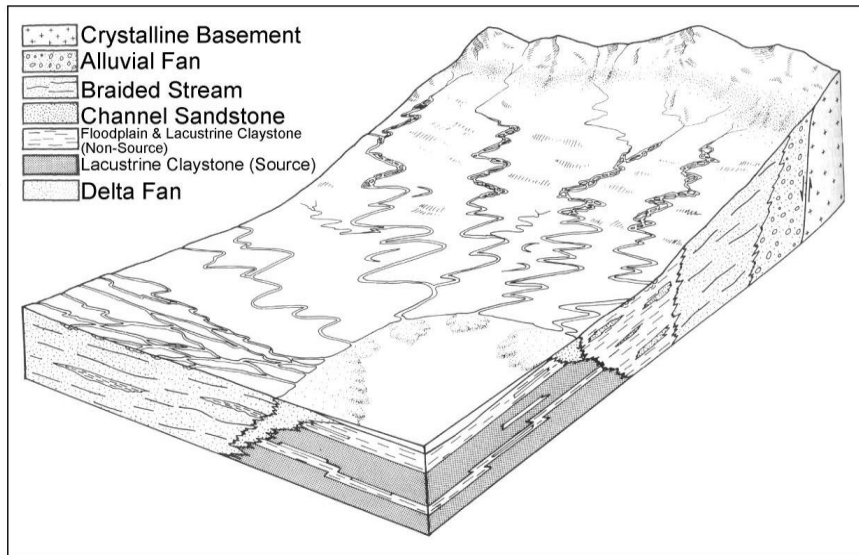 Crystalline Basement
Alluvial Fan
Braided Stream
Channel Sandstone
Floodplain & Lacustrine Claystone
(Non-Source)
Lacustrine Claystone (Source)
Delta Fan